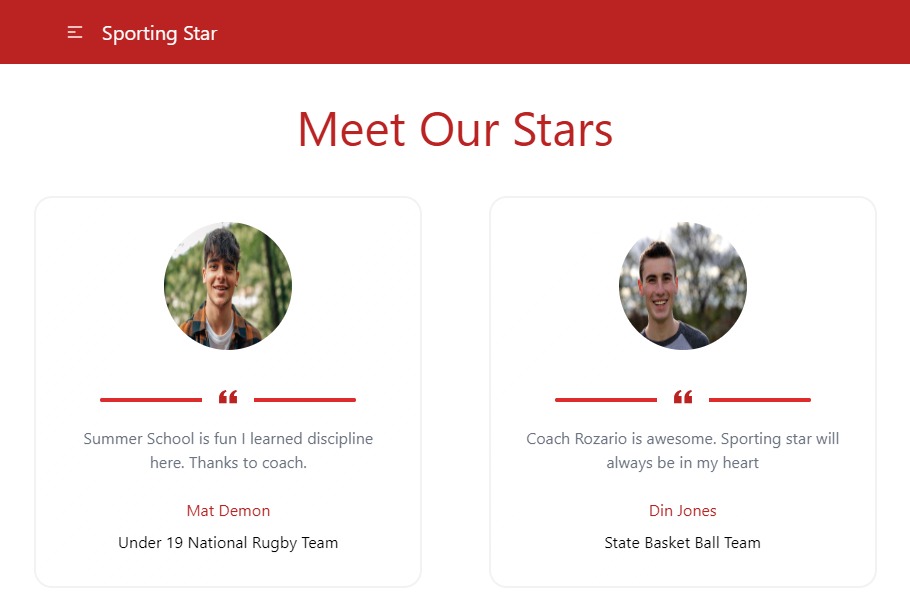 Sporting Star
Meet Our Stars
Summer School is fun I learned discipline
here. Thanks to coach.
Mat Demon
Under 19 National Rugby Team
Coach Rozario is awesome. Sporting star will
always be in my heart
Din Jones
State Basket Ball Team